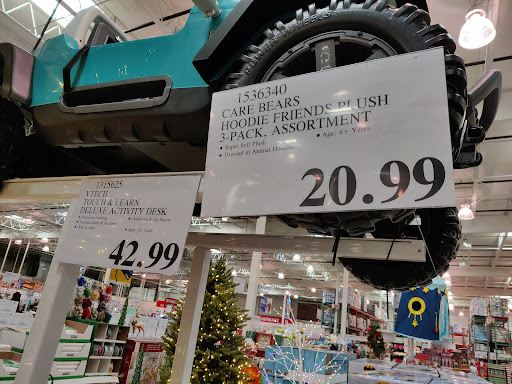 1536340
CARE BEARS
HOODIE FRIENDS PLUSH
3-PACK, ASSORTMENT
• Super Soft Plush
• Age: 4+ Years
• Dressed in Animal Hoodies
20.99
1315625
VTECH
TOUCH & LEARN
DELUXE ACTIVITY DESK
42.99